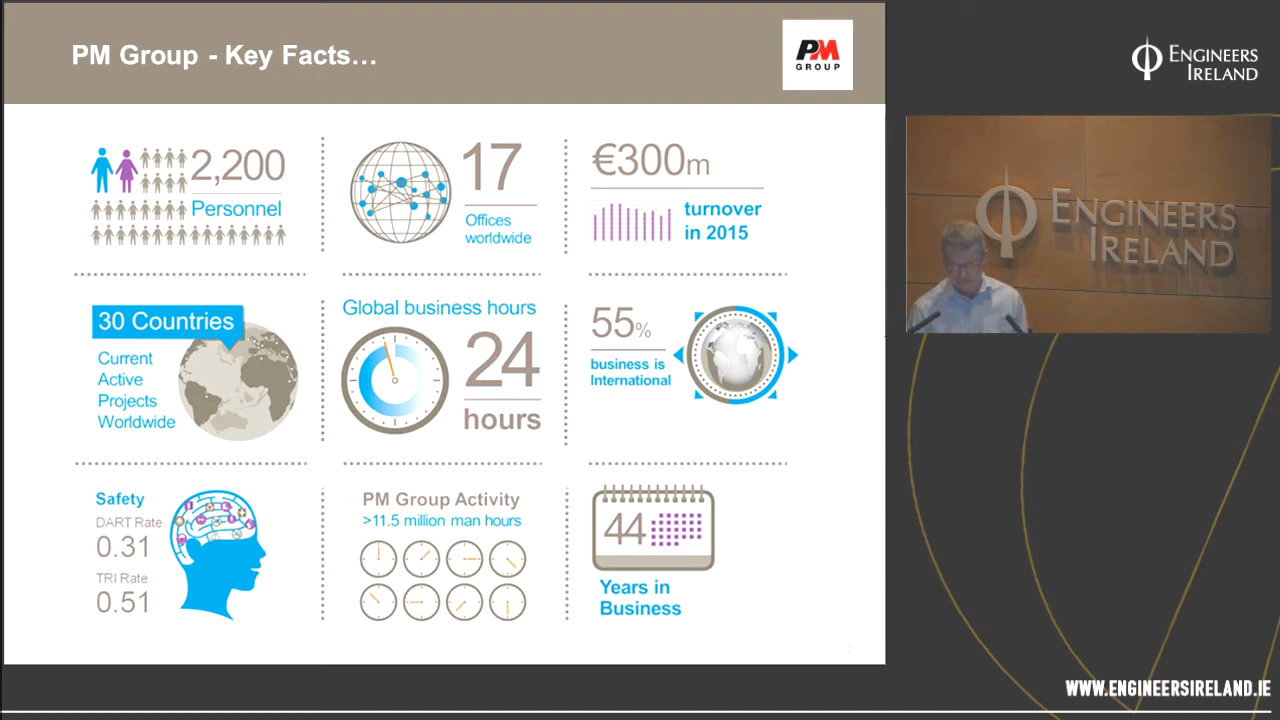 PM Group - Key Facts…
PM
GROUP
2,200
Personnel
17
Offices
worldwide
€300m
turnover
in 2015
30 Countries
Current
Active
Projects
Worldwide
Global business hours
24
hours
55%
business is
International
Safety
DART Rate
0.31
TRI Rate
0.51
PM Group Activity
>11.5 million man hours
44
Years in
Business
ENGINEERS
IRELAND
ENGINEERS
IRELAND
WWW.ENGINEERSIRELAND.IE